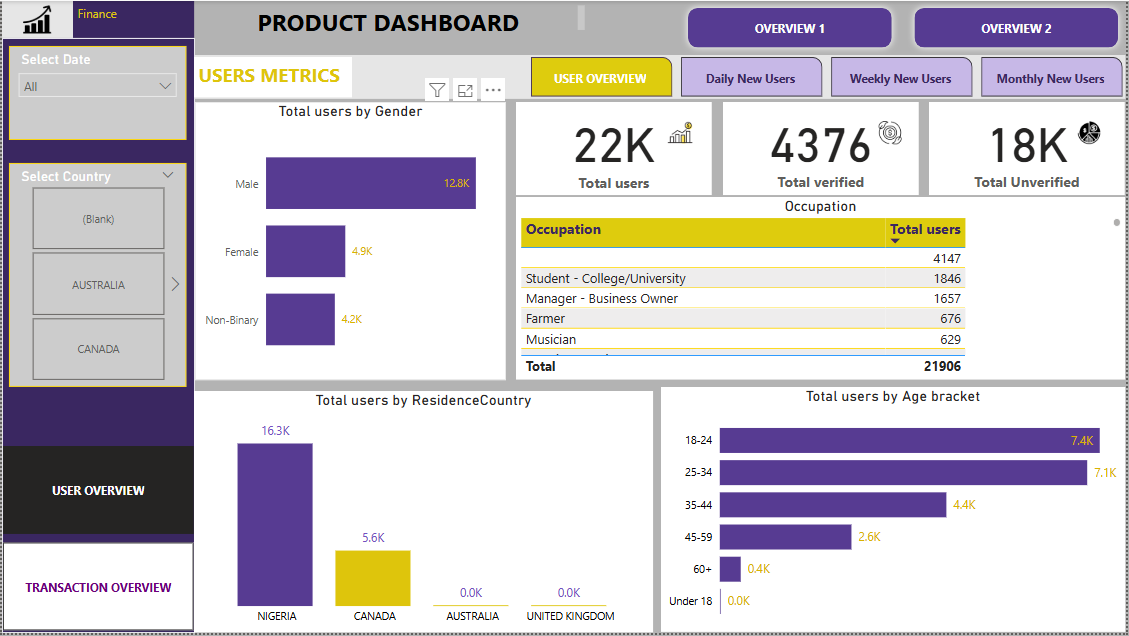 Finance
PRODUCT DASHBOARD
OVERVIEW 1
OVERVIEW 2
Select Date
All
Select Country
(Blank)
AUSTRALIA
CANADA
USER OVERVIEW
TRANSACTION OVERVIEW
USERS METRICS
USER OVERVIEW
Daily New Users
Weekly New Users
Monthly New Users
Total users by Gender
Male
12.8K
Female
4.9K
Non-Binary
4.2K
22K
Total users
4376
Total verified
18K
Total Unverified
Occupation
Occupation Total users
4147
Student - College/University 1846
Manager - Business Owner 1657
Farmer 676
Musician 629
Total 21906
Total users by ResidenceCountry
16.3K
5.6K
0.0K
0.0K
NIGERIA
CANADA
AUSTRALIA
UNITED KINGDOM
Total users by Age bracket
18-24 7.4K
25-34 7.1K
35-44 4.4K
45-59 2.6K
60+ 0.4K
Under 18 0.0K